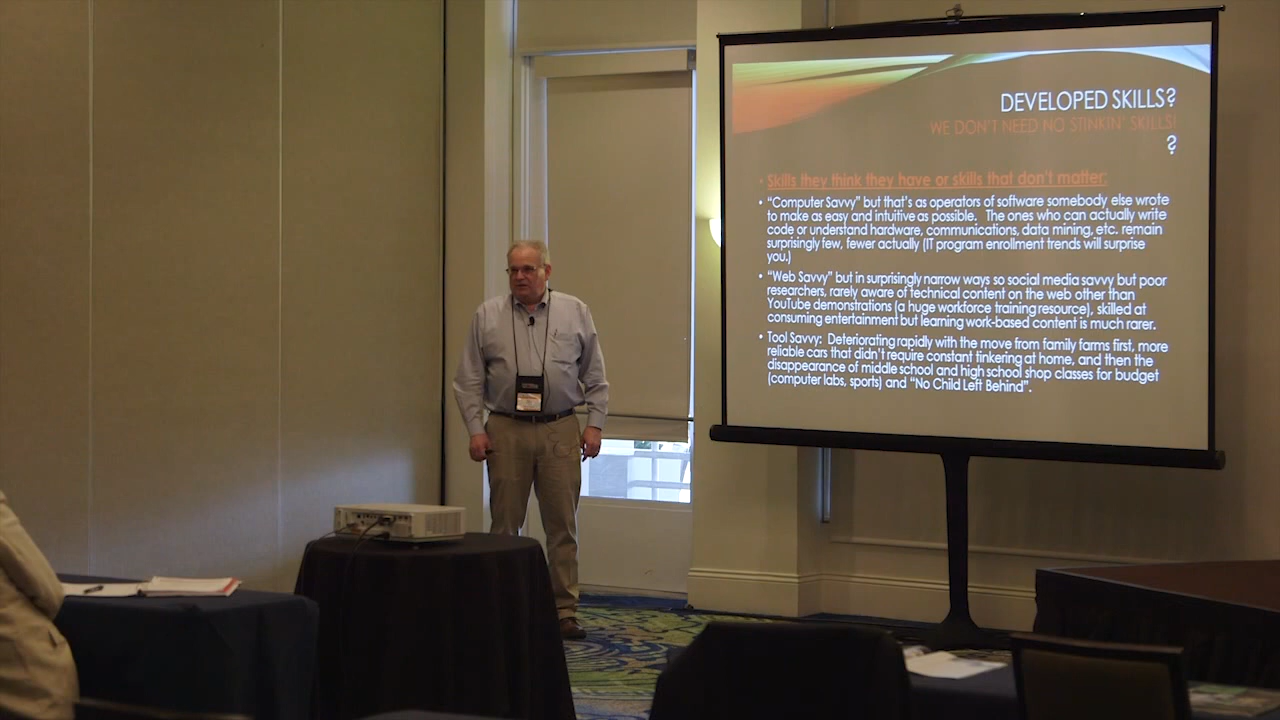 DEVELOPED SKILLS?
WE DON'T NEED NO STINKIN' SKILLS!
?
• Skills they think they have or skills that don't matter:
• “Computer Savvy” but that's as operators of software somebody else wrote
to make as easy and intuitive as possible. The ones who can actually write
code or understand hardware, communications, data mining, etc. remain
surprisingly few, fewer actually (IT program enrollment trends will surprise
you.)
• “Web Savvy” but in surprisingly narrow ways so social media savvy but poor
researchers, rarely aware of technical content on the web other than
YouTube demonstrations (a huge workforce training resource), skilled at
consuming entertainment but learning work-based content is much rarer.
• Tool Savvy: Deteriorating rapidly with the move from family farms first, more
reliable cars that didn't require constant tinkering at home, and then the
disappearance of middle school and high school shop classes for budget
(computer labs, sports) and “No Child Left Behind”.